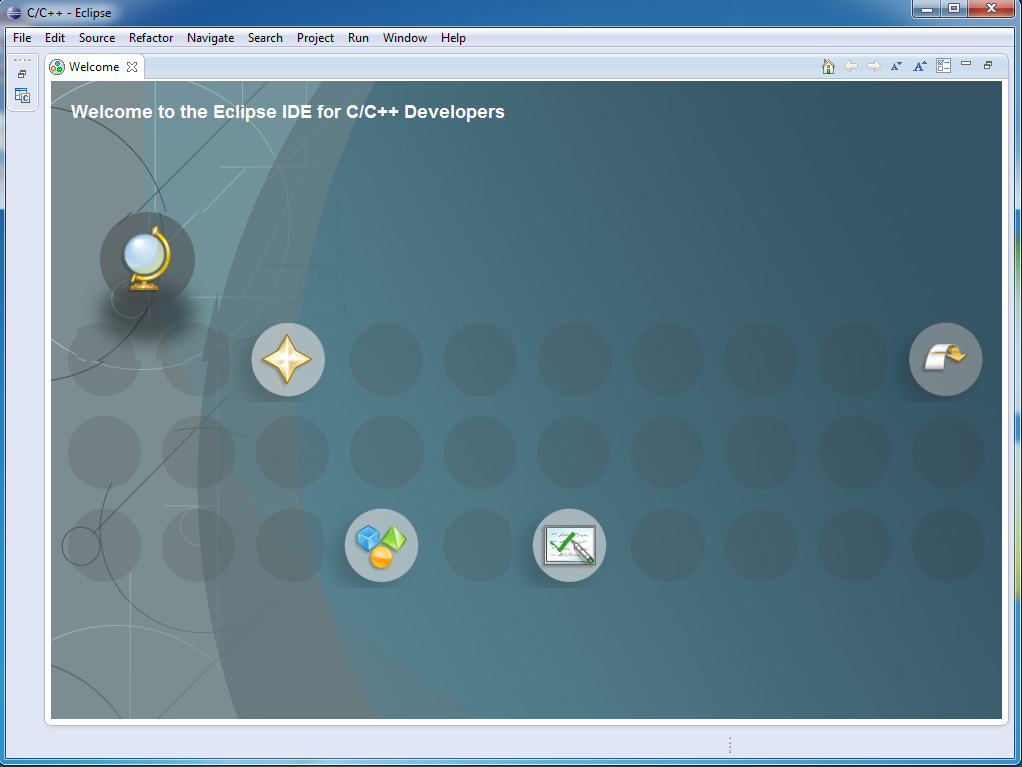 C/C++ - Eclipse
File Edit Source Refactor Navigate Search Project Run Window Help
Welcome
Welcome to the Eclipse IDE for C/C++ Developers